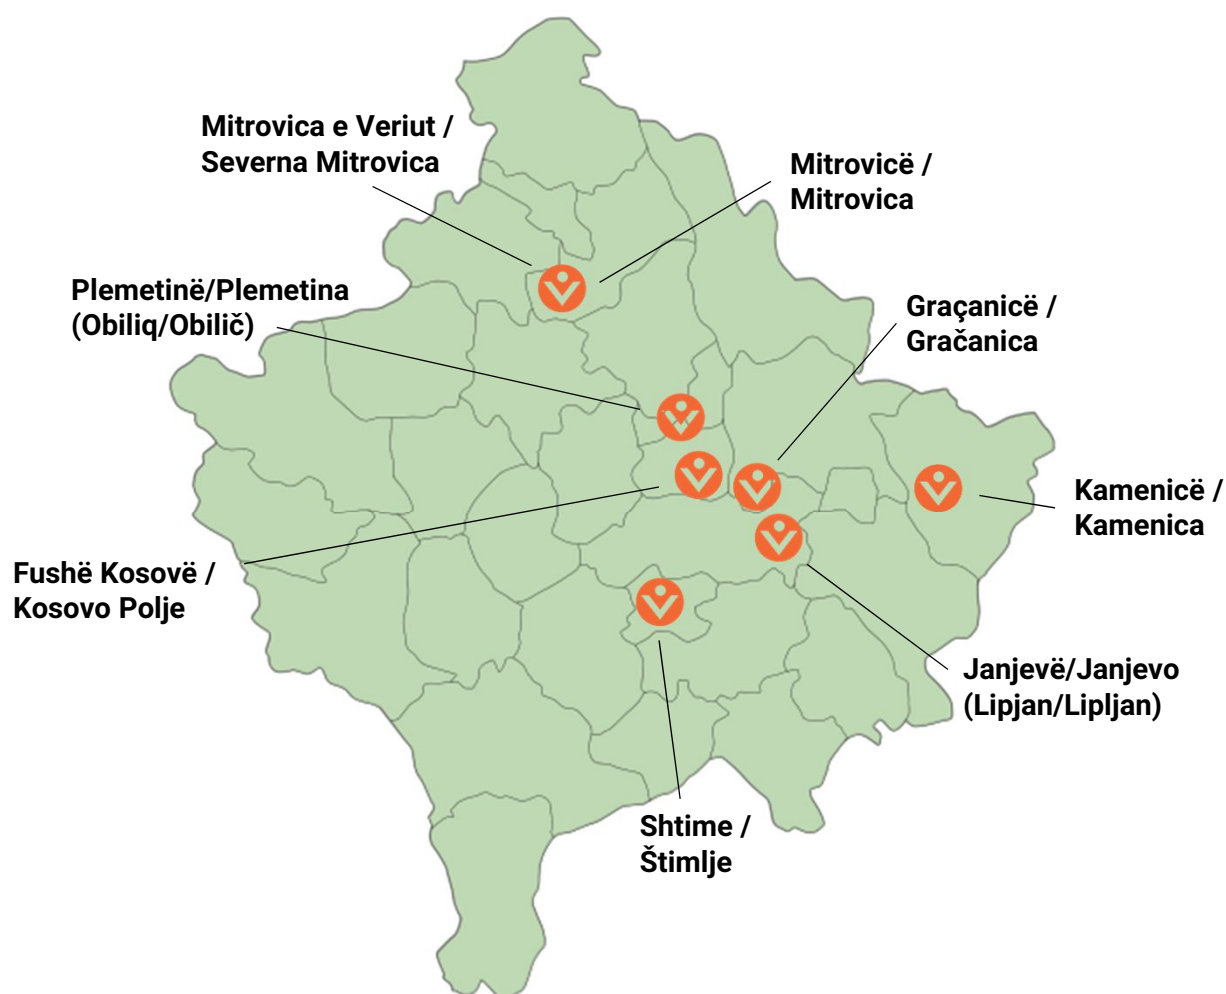 Mitrovica e Veriut /
Severna Mitrovica
Mitrovicë /
Mitrovica
Plemetinë/Plemetina
(Obiliq/Obilič)
Graçanicë /
Gračanica
Kamenicë /
Kamenica
Fushë Kosovë /
Kosovo Polje
Janjevë/Janjevo
(Lipjan/Lipljan)
Shtime /
Štimlje